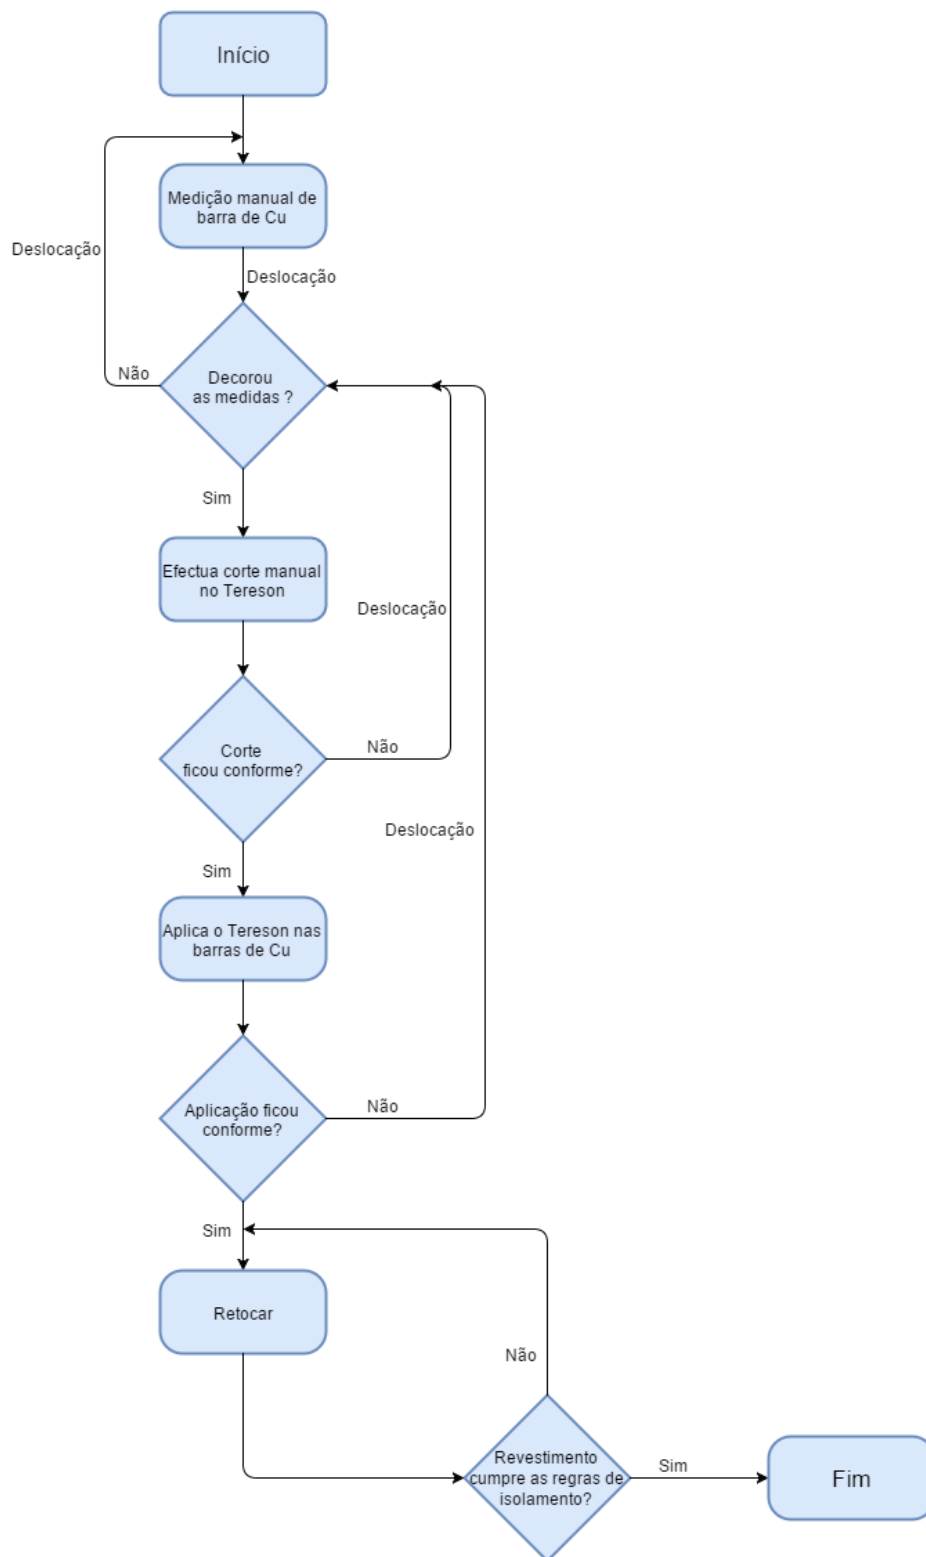 Início
Medição manual de
barra de Cu
Deslocação
Deslocação
Não
Decorou
as medidas ?
Sim
Efectua corte manual
no Tereson
Deslocação
Corte
ficou conforme?
Não
Deslocação
Sim
Aplica o Tereson nas
barras de Cu
Aplicação ficou
conforme?
Não
Sim
Retocar
Não
Revestimento
cumpre as regras de
isolamento?
Sim
Fim